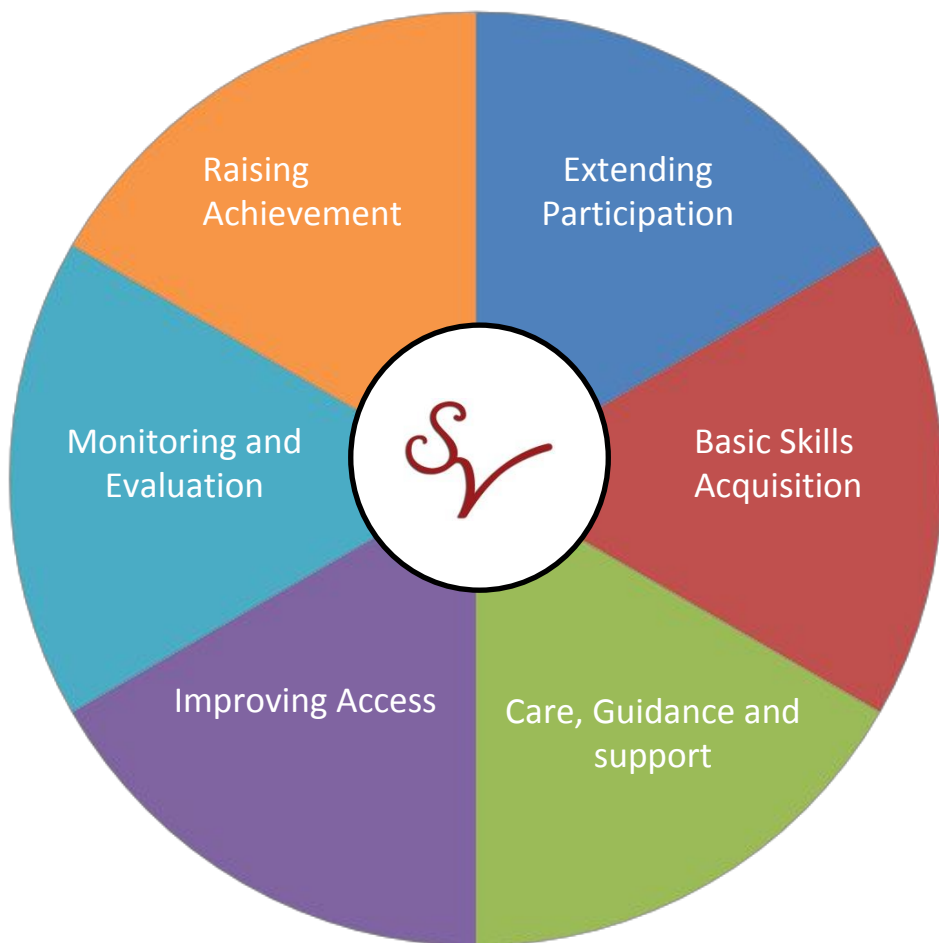 Raising
Achievement
Extending
Participation
Monitoring and
Evaluation
SV
Basic Skills
Acquisition
Improving Access
Care, Guidance and
support